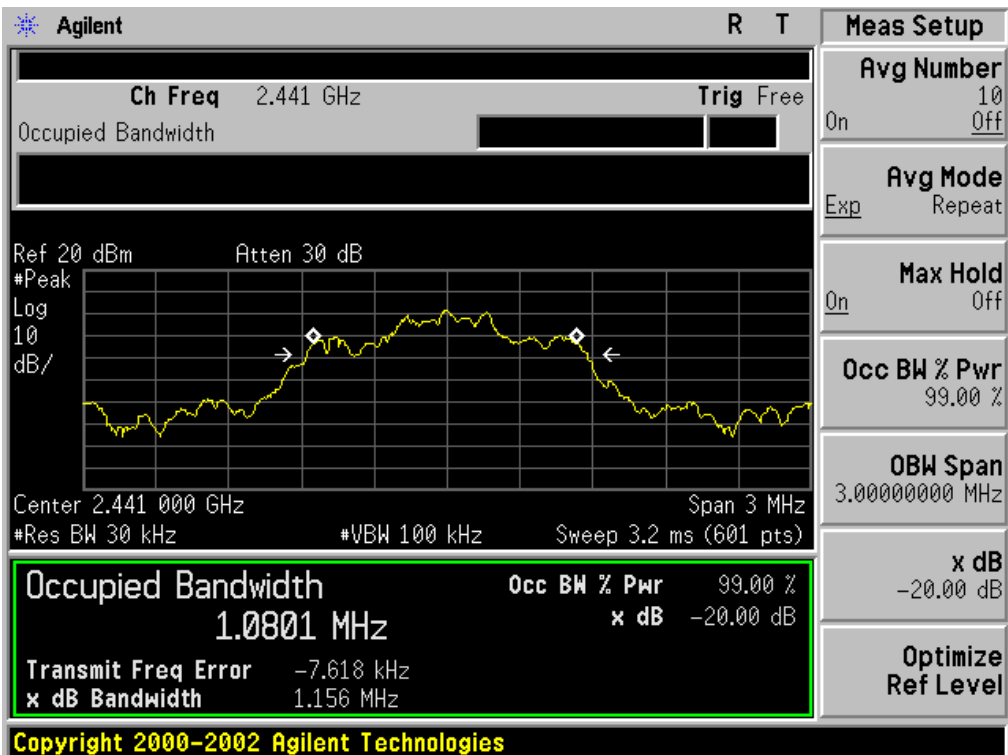 Agilent R T
Ch Freq 2.441 GHz Trig Free
Occupied Bandwidth
Ref 20 dBm Atten 30 dB
#Peak
Log
10
dB/
Center 2.441 000 GHz Span 3 MHz
#Res BW 30 kHz #VBW 100 kHz Sweep 3.2 ms (601 pts)
Occupied Bandwidth Occ BW % Pwr 99.00 %
1.0801 MHz x dB -20.00 dB
Transmit Freq Error -7.618 kHz
x dB Bandwidth 1.156 MHz
Copyright 2000-2002 Agilent Technologies
Meas Setup
Avg Number
10
On Off
Avg Mode
Exp Repeat
Max Hold
On Off
Occ BW % Pwr
99.00 %
OBW Span
3.00000000 MHz
x dB
-20.00 dB
Optimize
Ref Level